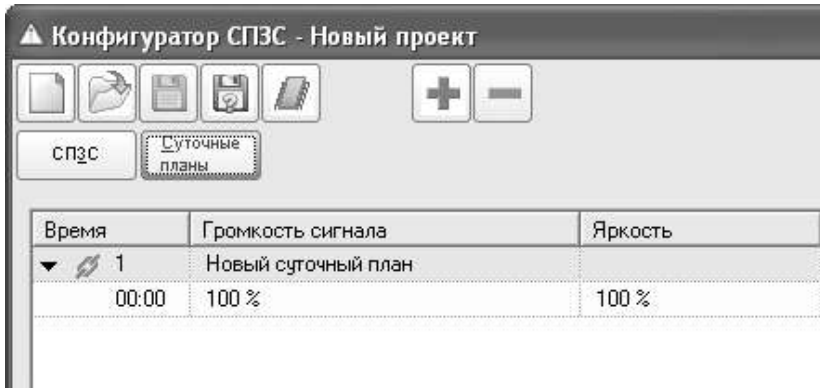 Конфигуратор СПЗС - Новый проект
СПЗС
Суточные
планы
Время Громкость сигнала Яркость
1 Новый суточный план
00:00 100 % 100 %